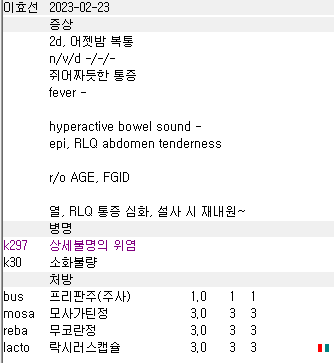 이효선 2023-02-23
증상
2d, 어젯밤 복통
n/v/d -/-/-
쥐어짜듯한 통증
fever -
hyperactive bowel sound -
epi, RLQ abdomen tenderness
r/o AGE, FGID
열, RLQ 통증 심화, 설사 시 재내원~
병명
k297 상세불명의 위염
k30 소화불량
처방
bus 프리판주(주사) 1.0 1 1
mosa 모사가틴정 3.0 3 3
reba 무코란정 3.0 3 3
lacto 락시러스캡슐 3.0 3 3